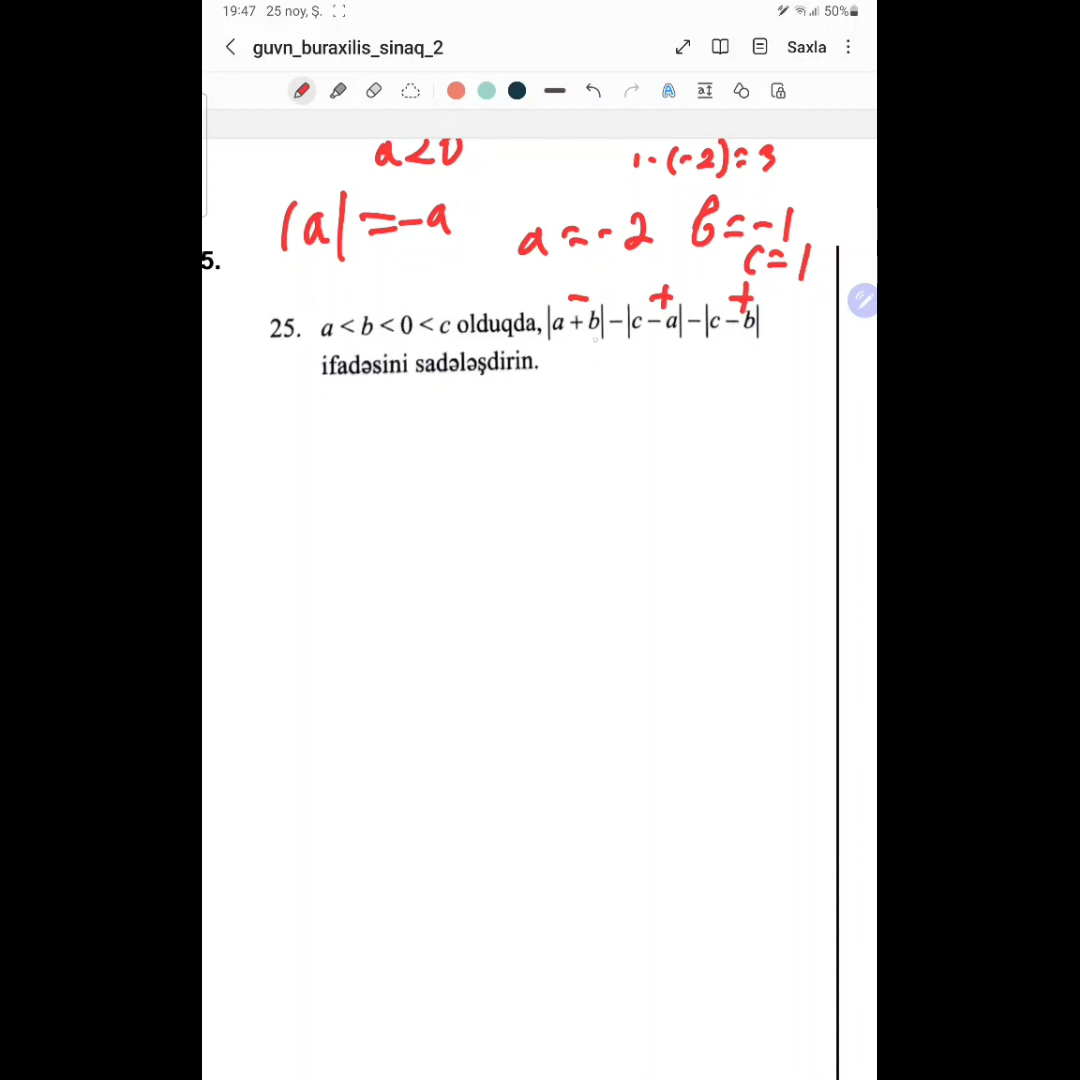 19:47 25 noy, Ş. 50%
guvn_buraxilis_sinaq_2 Saxla
a<0 1-(-2)=3
|a|=-a a=-2 b=-1
c=1
5.
- + +
25. a < b < 0 < c olduqda, |a + b| - |c - a| - |c - b|
ifadəsini sadələşdirin.